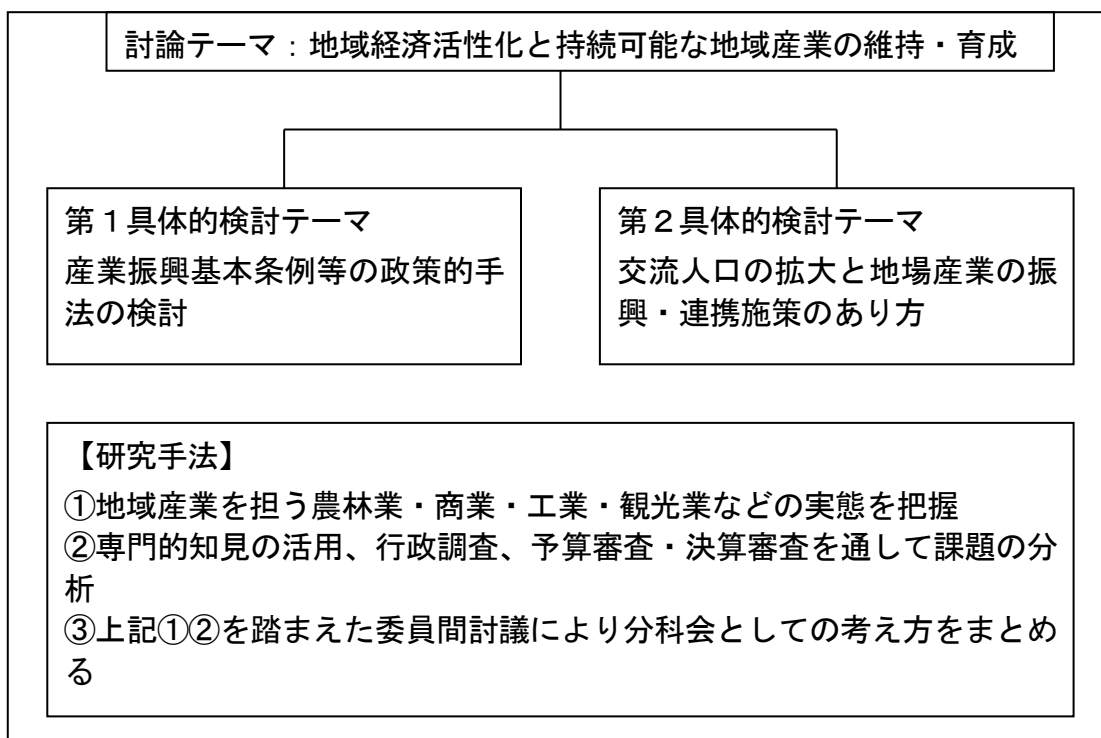 討論テーマ：地域経済活性化と持続可能な地域産業の維持・育成
第１具体的検討テーマ
産業振興基本条例等の政策的手
法の検討
第２具体的検討テーマ
交流人口の拡大と地場産業の振
興・連携施策のあり方
【研究手法】
①地域産業を担う農林業・商業・工業・観光業などの実態を把握
②専門的知見の活用、行政調査、予算審査・決算審査を通して課題の分
析
③上記①②を踏まえた委員間討議により分科会としての考え方をまとめ
る